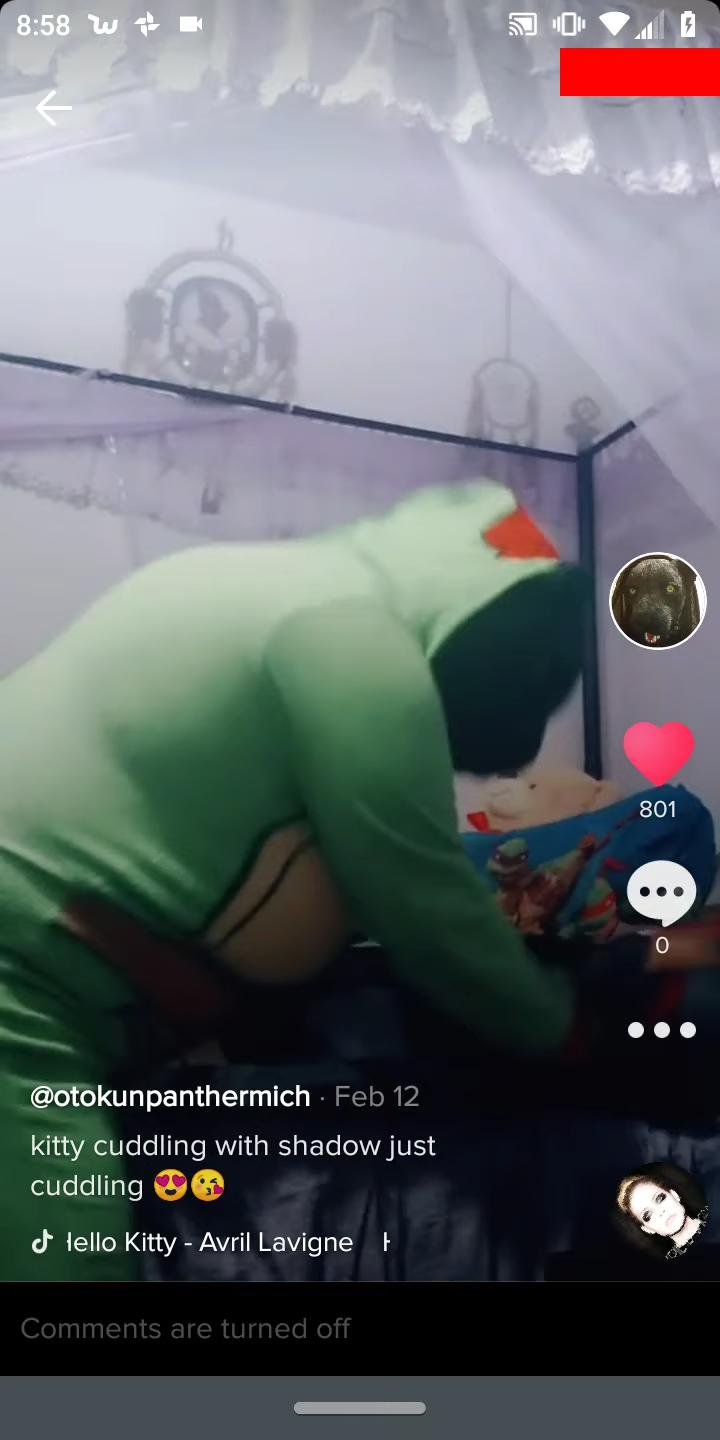 8:58
801
0
@otokunpanthermich · Feb 12
kitty cuddling with shadow just
cuddling 😍😘
Hello Kitty - Avril Lavigne H
Comments are turned off